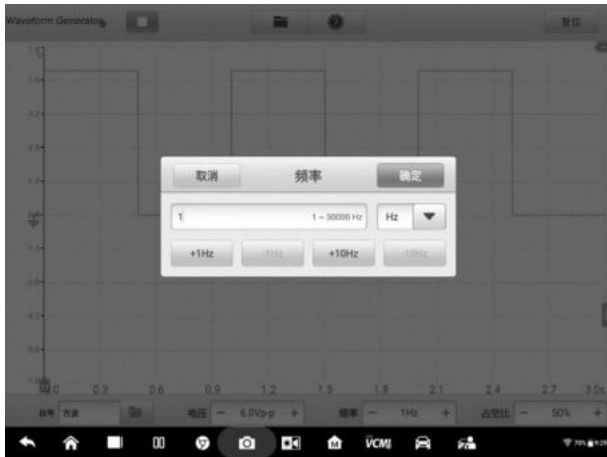 Waveform Generator
复位
取消
频率
确定
1
1 ~ 30000 Hz
Hz
+1Hz
-1Hz
+10Hz
-10Hz
0.3
0.6
0.9
1.2
1.5
1.8
2.1
2.4
2.7
3.0s
信号
方波
电压
−
6.0Vp-p
+
频率
−
1Hz
+
占空比
−
50%
+
VCMI